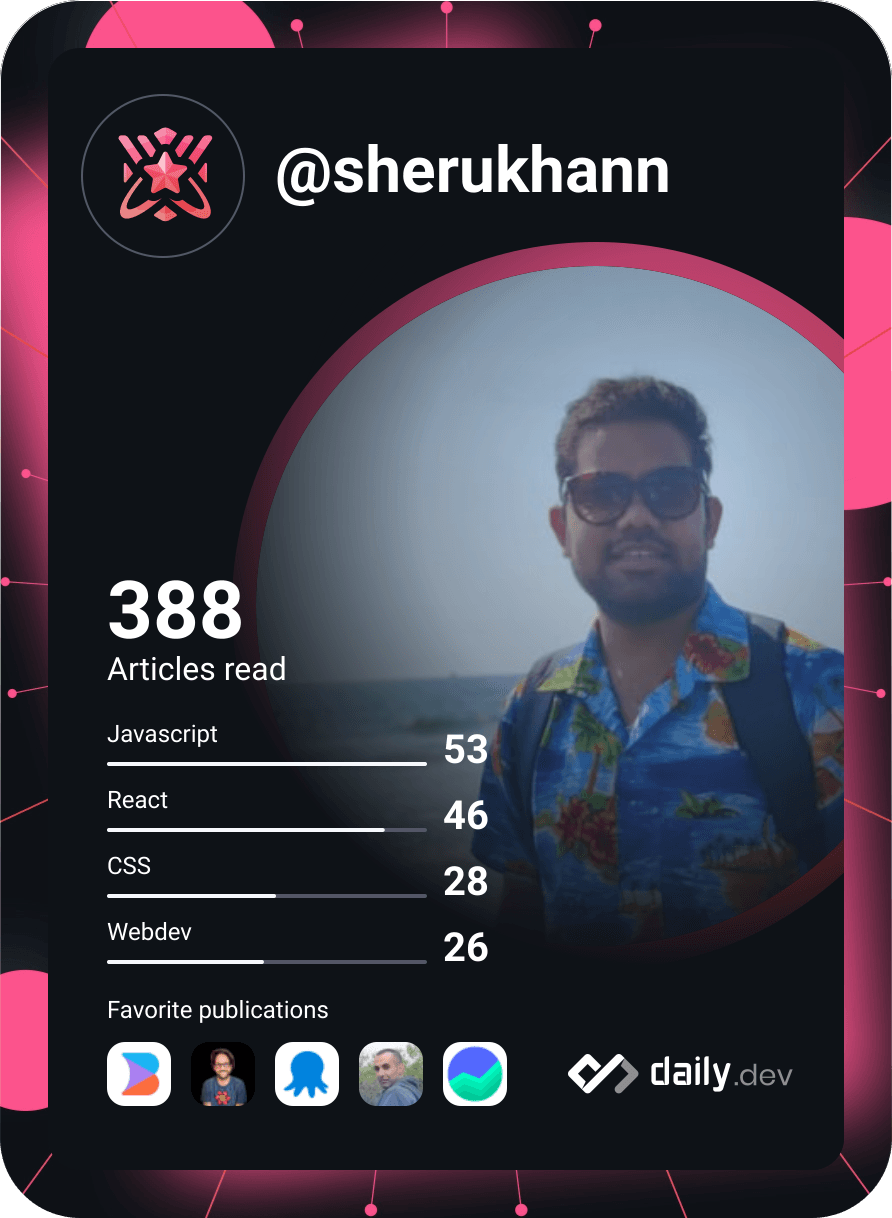 @sherukhann
388
Articles read
Javascript
53
React
46
CSS
28
Webdev
26
Favorite publications
daily.dev